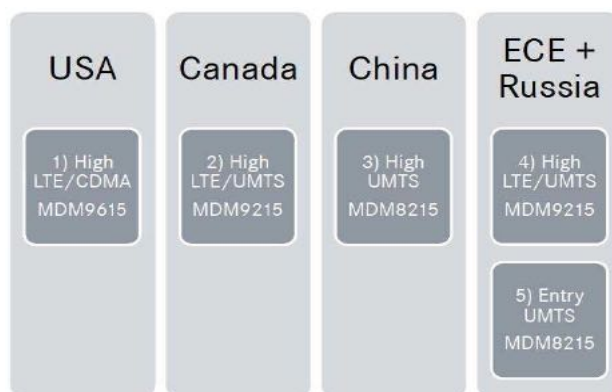 USA
1) High
LTE/CDMA
MDM9615
Canada
2) High
LTE/UMTS
MDM9215
China
3) High
UMTS
MDM8215
ECE +
Russia
4) High
LTE/UMTS
MDM9215
5) Entry
UMTS
MDM8215